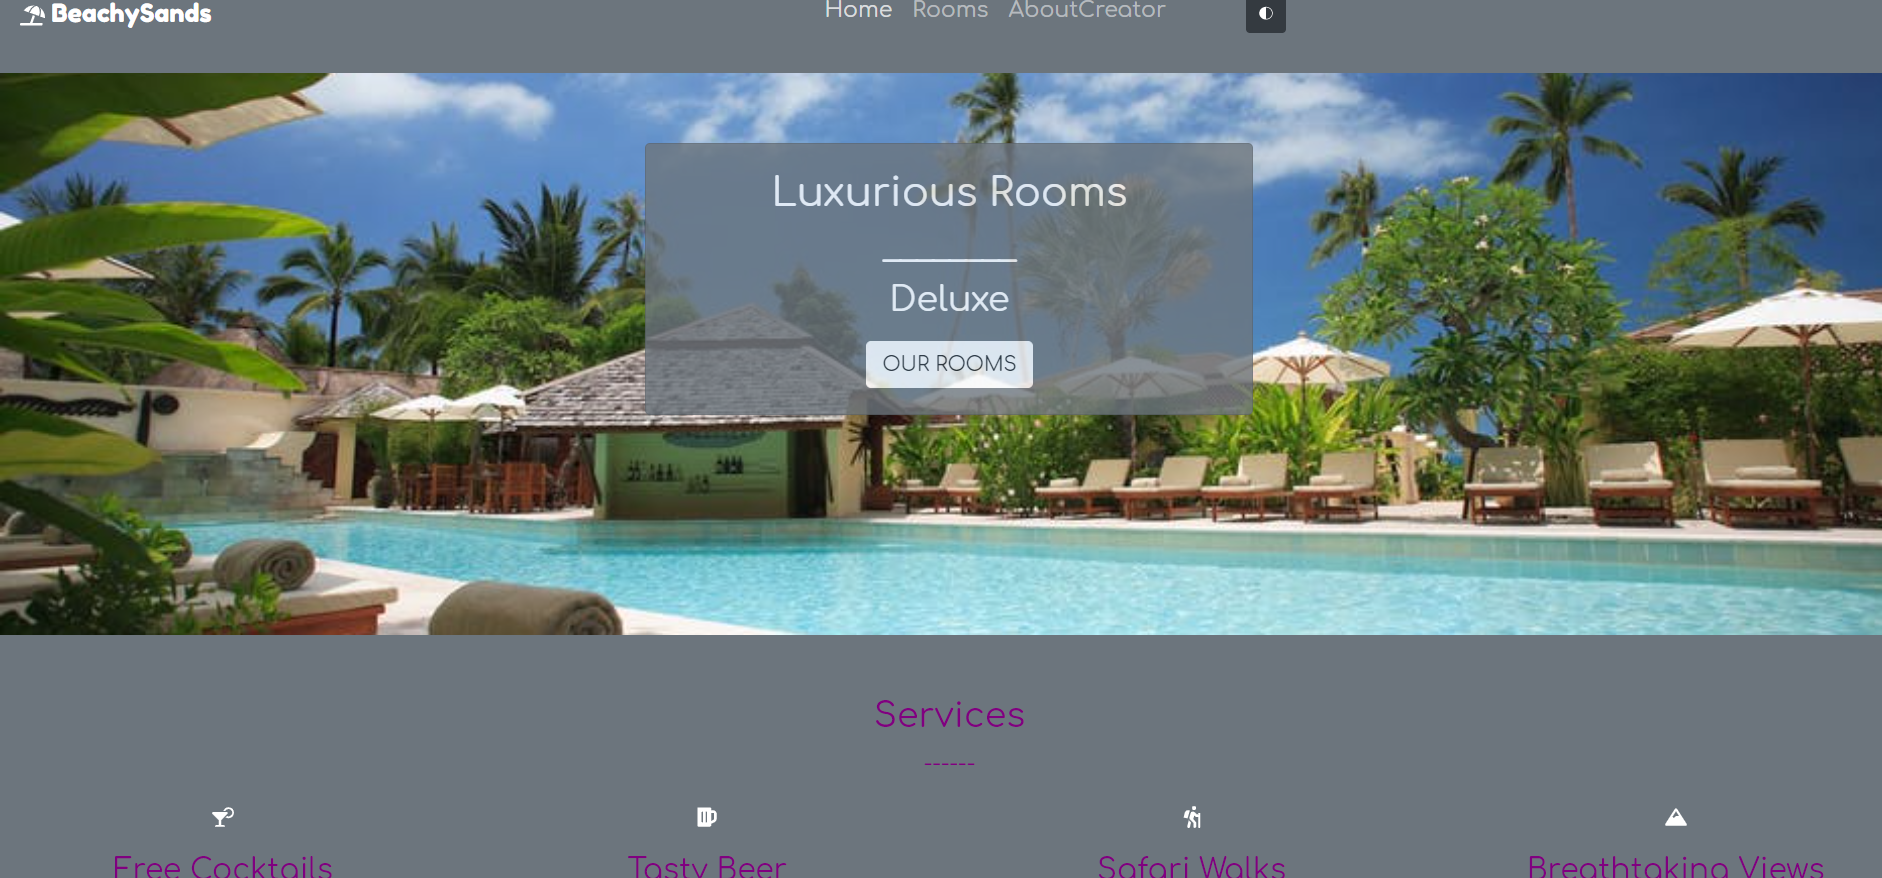 BeachySands
Home Rooms AboutCreator
Luxurious Rooms
Deluxe
OUR ROOMS
Services
------
Free Cocktails
Tasty Beer
Safari Walks
Breathtaking Views